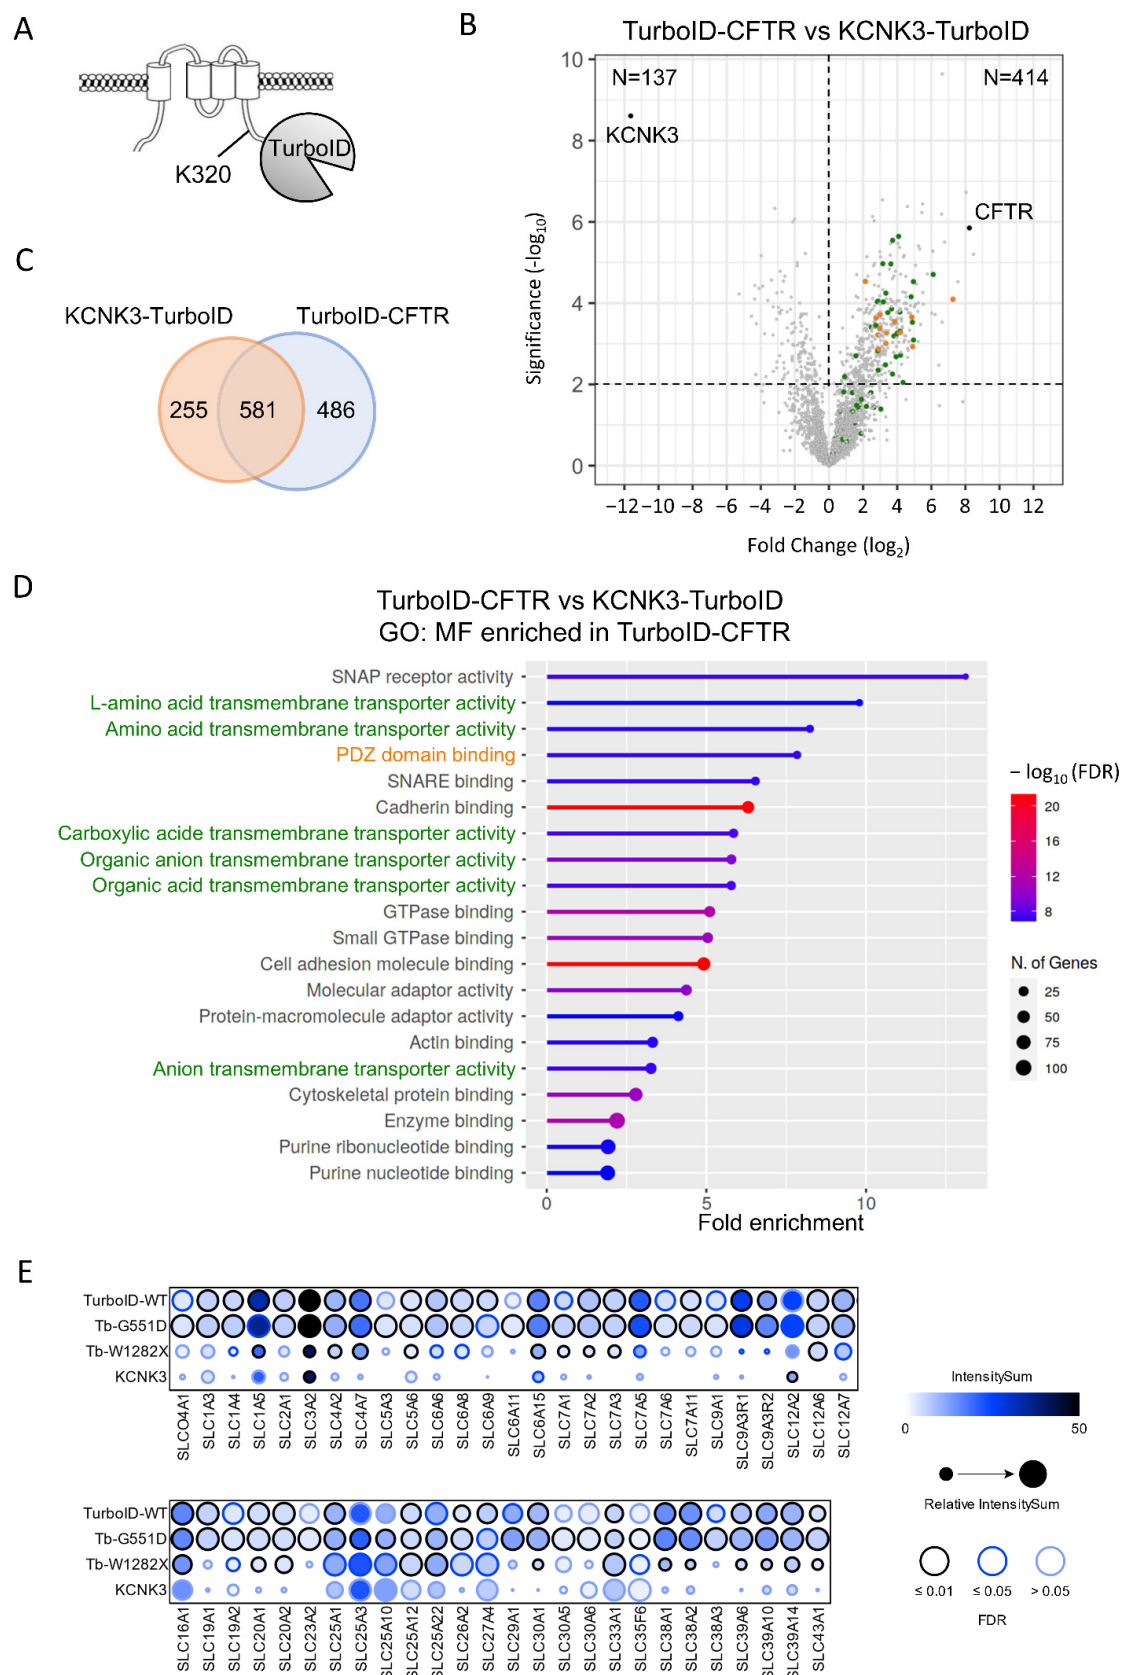 A
TurboID
K320
B
TurboID-CFTR vs KCNK3-TurboID
N=137
N=414
KCNK3
CFTR
Significance (-log10)
10
8
6
4
2
0
−12 −10 −8 −6 −4 −2 0 2 4 6 8 10 12
Fold Change (log2)
C
KCNK3-TurboID
TurboID-CFTR
255
581
486
D
TurboID-CFTR vs KCNK3-TurboID
GO: MF enriched in TurboID-CFTR
SNAP receptor activity
L-amino acid transmembrane transporter activity
Amino acid transmembrane transporter activity
PDZ domain binding
SNARE binding
Cadherin binding
Carboxylic acide transmembrane transporter activity
Organic anion transmembrane transporter activity
Organic acid transmembrane transporter activity
GTPase binding
Small GTPase binding
Cell adhesion molecule binding
Molecular adaptor activity
Protein-macromolecule adaptor activity
Actin binding
Anion transmembrane transporter activity
Cytoskeletal protein binding
Enzyme binding
Purine ribonucleotide binding
Purine nucleotide binding
0 5 10
Fold enrichment
− log10 (FDR)
20
16
12
8
N. of Genes
25
50
75
100
E
TurboID-WT
Tb-G551D
Tb-W1282X
KCNK3
SLCO4A1
SLC1A3
SLC1A4
SLC1A5
SLC2A1
SLC3A2
SLC4A2
SLC4A7
SLC5A3
SLC5A6
SLC6A6
SLC6A8
SLC6A9
SLC6A11
SLC6A15
SLC7A1
SLC7A2
SLC7A3
SLC7A5
SLC7A6
SLC7A11
SLC9A1
SLC9A3R1
SLC9A3R2
SLC12A2
SLC12A6
SLC12A7
TurboID-WT
Tb-G551D
Tb-W1282X
KCNK3
SLC16A1
SLC19A1
SLC19A2
SLC20A1
SLC20A2
SLC23A2
SLC25A1
SLC25A3
SLC25A10
SLC25A12
SLC25A22
SLC26A2
SLC27A4
SLC29A1
SLC30A1
SLC30A5
SLC30A6
SLC33A1
SLC35F6
SLC38A1
SLC38A2
SLC38A3
SLC39A6
SLC39A10
SLC39A14
SLC43A1
IntensitySum
0 50
Relative IntensitySum
≤ 0.01 ≤ 0.05 > 0.05
FDR